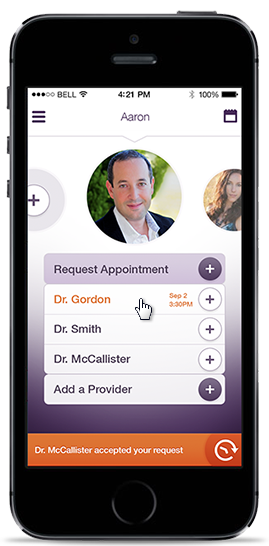 BELL 4:21 PM 100%
Aaron
Request Appointment
Dr. Gordon Sep 2 3:30PM
Dr. Smith
Dr. McCallister
Add a Provider
Dr. McCallister accepted your request